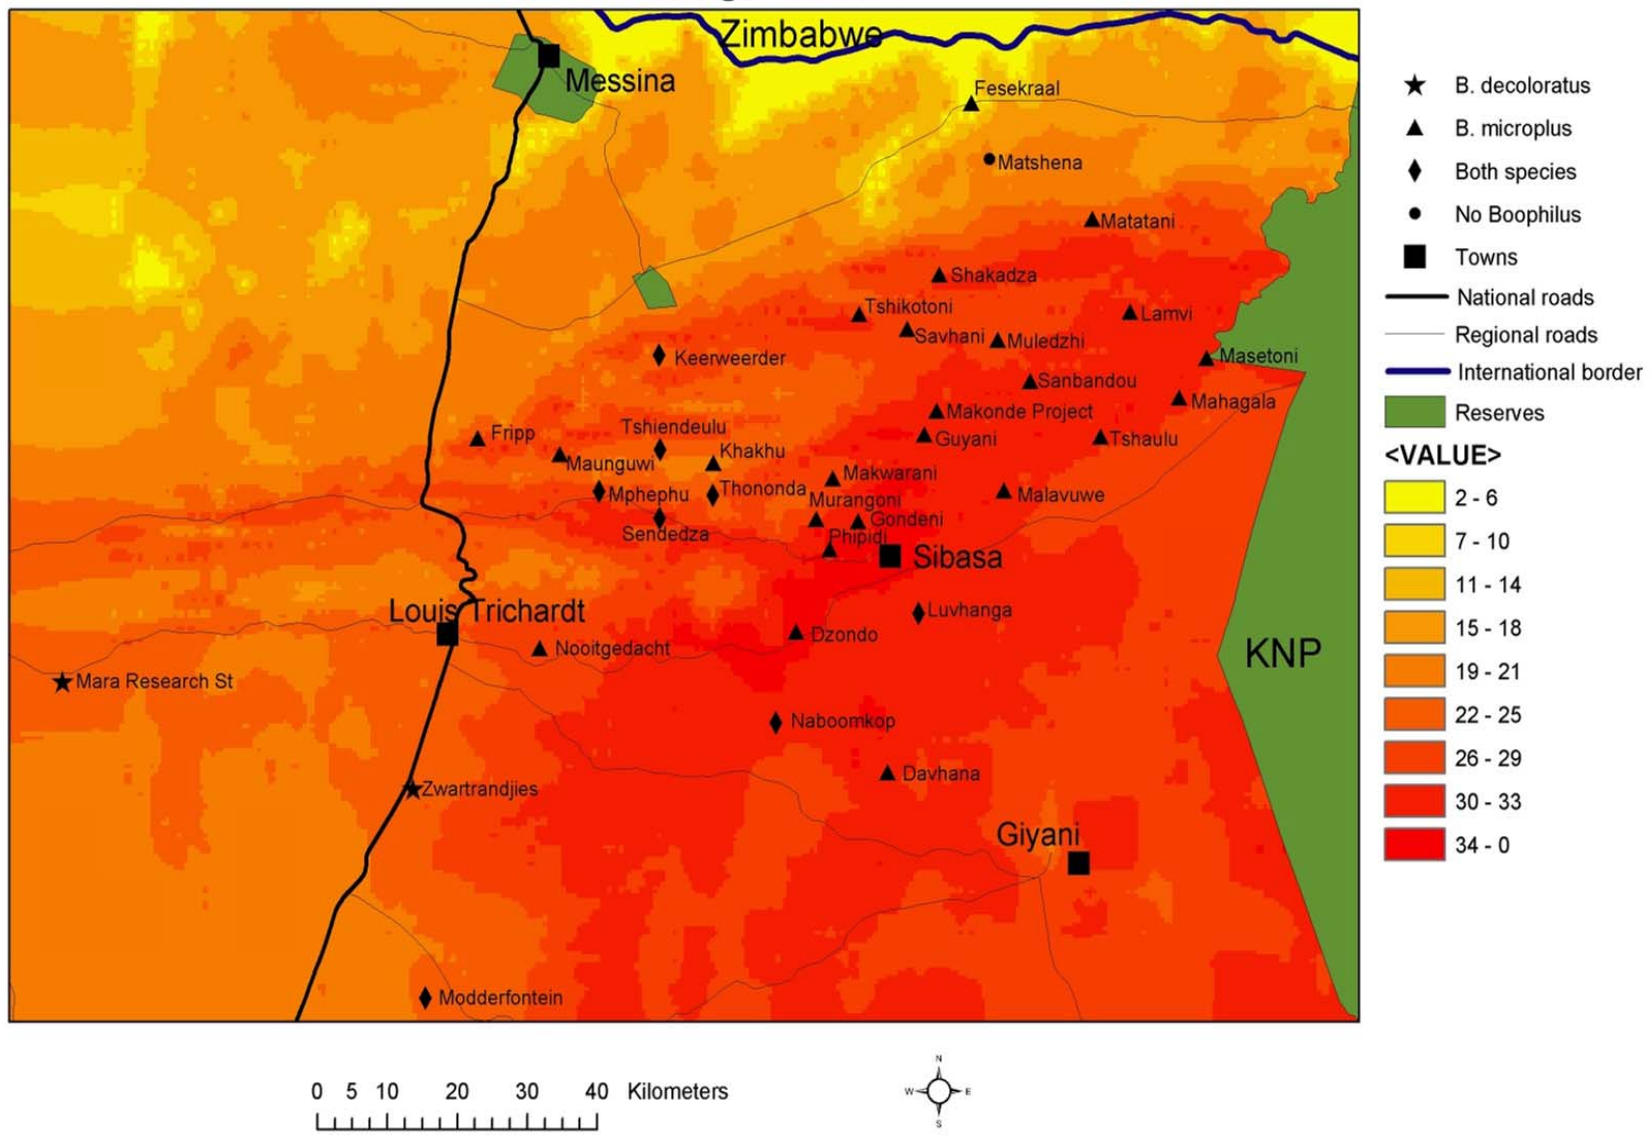 Zimbabwe
Messina
Fesekraal
Matshena
Matatani
Shakadza
Tshikotoni
Lamvi
Savhani
Muledzhi
Keerweerder
Masetoni
Sanbandou
Mahagala
Makonde Project
Tshiendeulu
Fripp
Guyani
Tshaulu
Khakhu
Maunguwi
Makwarani
Mphephu
Thononda
Malavuwe
Murangoni
Gondeni
Sendedza
Phipidi
Sibasa
Louis Trichardt
Luvhanga
Dzondo
Nooitgedacht
KNP
Mara Research St
Naboomkop
Davhana
Zwartrandjies
Giyani
Modderfontein
B. decoloratus
B. microplus
Both species
No Boophilus
Towns
National roads
Regional roads
International border
Reserves
<VALUE>
2 - 6
7 - 10
11 - 14
15 - 18
19 - 21
22 - 25
26 - 29
30 - 33
34 - 0
0 5 10 20 30 40 Kilometers
N
W E
S